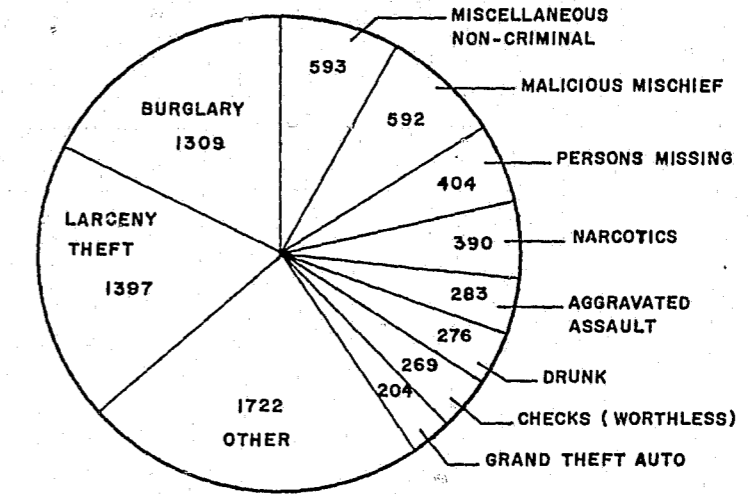 MISCELLANEOUS
NON-CRIMINAL
593
MALICIOUS MISCHIEF
592
BURGLARY
1309
PERSONS MISSING
404
LARCENY
THEFT
1397
NARCOTICS
390
AGGRAVATED
ASSAULT
283
276
DRUNK
269
CHECKS (WORTHLESS)
204
GRAND THEFT AUTO
1722
OTHER